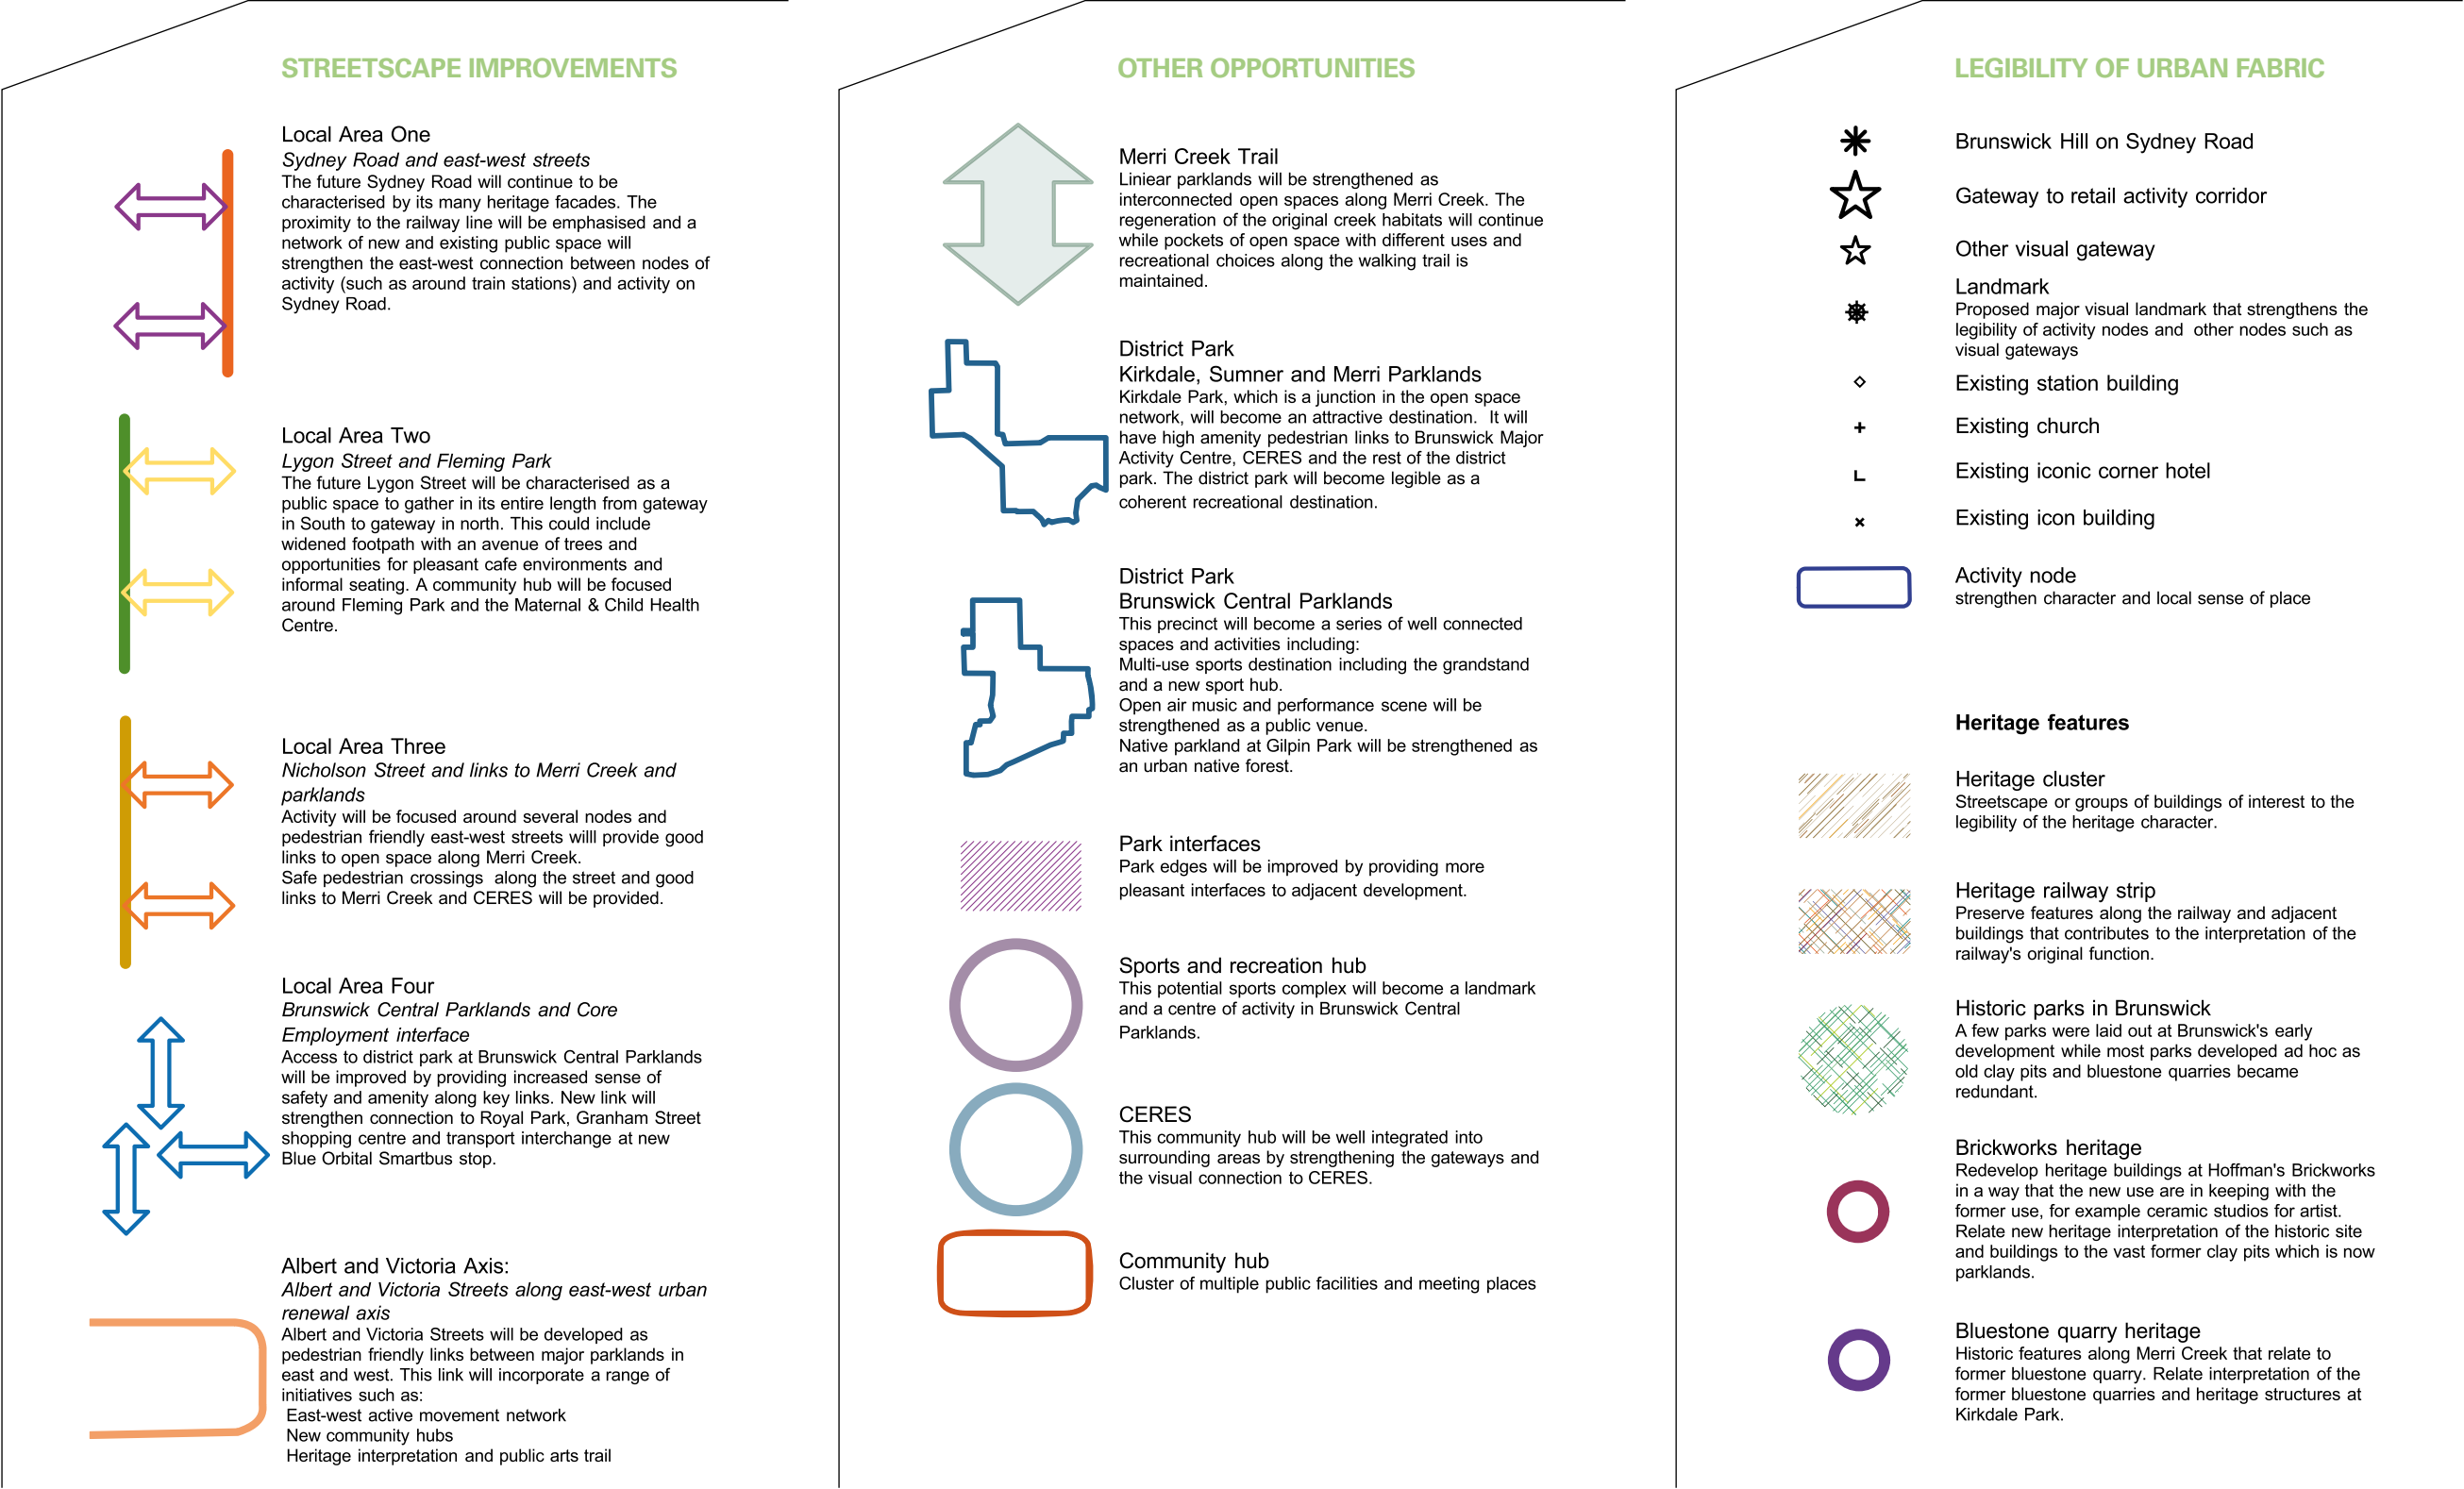 STREETSCAPE IMPROVEMENTS
Local Area One
Sydney Road and east-west streets
The future Sydney Road will continue to be
characterised by its many heritage facades. The
proximity to the railway line will be emphasised and a
network of new and existing public space will
strengthen the east-west connection between nodes of
activity (such as around train stations) and activity on
Sydney Road.
Local Area Two
Lygon Street and Fleming Park
The future Lygon Street will be characterised as a
public space to gather in its entire length from gateway
in South to gateway in north. This could include
widened footpath with an avenue of trees and
opportunities for pleasant cafe environments and
informal seating. A community hub will be focused
around Fleming Park and the Maternal & Child Health
Centre.
Local Area Three
Nicholson Street and links to Merri Creek and
parklands
Activity will be focused around several nodes and
pedestrian friendly east-west streets willl provide good
links to open space along Merri Creek.
Safe pedestrian crossings along the street and good
links to Merri Creek and CERES will be provided.
Local Area Four
Brunswick Central Parklands and Core
Employment interface
Access to district park at Brunswick Central Parklands
will be improved by providing increased sense of
safety and amenity along key links. New link will
strengthen connection to Royal Park, Granham Street
shopping centre and transport interchange at new
Blue Orbital Smartbus stop.
Albert and Victoria Axis:
Albert and Victoria Streets along east-west urban
renewal axis
Albert and Victoria Streets will be developed as
pedestrian friendly links between major parklands in
east and west. This link will incorporate a range of
initiatives such as:
East-west active movement network
New community hubs
Heritage interpretation and public arts trail
OTHER OPPORTUNITIES
Merri Creek Trail
Liniear parklands will be strengthened as
interconnected open spaces along Merri Creek. The
regeneration of the original creek habitats will continue
while pockets of open space with different uses and
recreational choices along the walking trail is
maintained.
District Park
Kirkdale, Sumner and Merri Parklands
Kirkdale Park, which is a junction in the open space
network, will become an attractive destination. It will
have high amenity pedestrian links to Brunswick Major
Activity Centre, CERES and the rest of the district
park. The district park will become legible as a
coherent recreational destination.
District Park
Brunswick Central Parklands
This precinct will become a series of well connected
spaces and activities including:
Multi-use sports destination including the grandstand
and a new sport hub.
Open air music and performance scene will be
strengthened as a public venue.
Native parkland at Gilpin Park will be strengthened as
an urban native forest.
Park interfaces
Park edges will be improved by providing more
pleasant interfaces to adjacent development.
Sports and recreation hub
This potential sports complex will become a landmark
and a centre of activity in Brunswick Central
Parklands.
CERES
This community hub will be well integrated into
surrounding areas by strengthening the gateways and
the visual connection to CERES.
Community hub
Cluster of multiple public facilities and meeting places
LEGIBILITY OF URBAN FABRIC
Brunswick Hill on Sydney Road
Gateway to retail activity corridor
Other visual gateway
Landmark
Proposed major visual landmark that strengthens the
legibility of activity nodes and other nodes such as
visual gateways
Existing station building
Existing church
Existing iconic corner hotel
Existing icon building
Activity node
strengthen character and local sense of place
Heritage features
Heritage cluster
Streetscape or groups of buildings of interest to the
legibility of the heritage character.
Heritage railway strip
Preserve features along the railway and adjacent
buildings that contributes to the interpretation of the
railway's original function.
Historic parks in Brunswick
A few parks were laid out at Brunswick's early
development while most parks developed ad hoc as
old clay pits and bluestone quarries became
redundant.
Brickworks heritage
Redevelop heritage buildings at Hoffman's Brickworks
in a way that the new use are in keeping with the
former use, for example ceramic studios for artist.
Relate new heritage interpretation of the historic site
and buildings to the vast former clay pits which is now
parklands.
Bluestone quarry heritage
Historic features along Merri Creek that relate to
former bluestone quarry. Relate interpretation of the
former bluestone quarries and heritage structures at
Kirkdale Park.